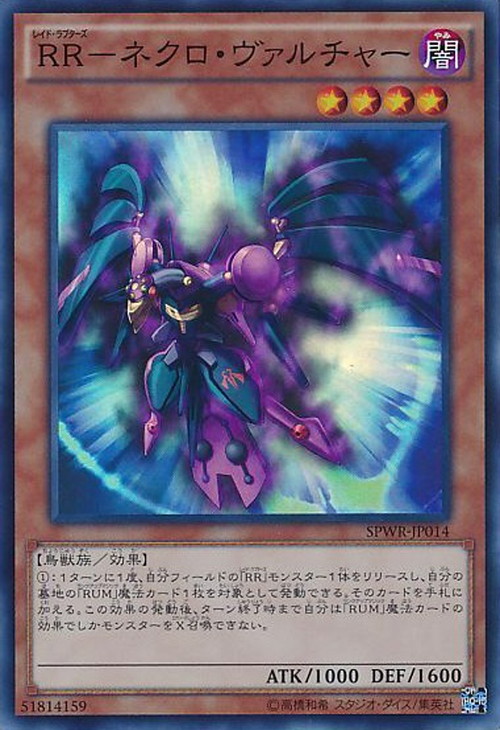 レイド・ラプターズ
RR－ネクロ・ヴァルチャー
やみ
闇
SPWR-JP014
【鳥獣族／効果】
①：1ターンに1度、自分フィールドの「RR」モンスター1体をリリースし、自分の
墓地の「RUM」魔法カード1枚を対象として発動できる。そのカードを手札に
加える。この効果の発動後、ターン終了時まで自分は「RUM」魔法カードの
効果でしかモンスターをX召喚できない。
ATK/1000 DEF/1600
51814159
©高橋和希 スタジオ・ダイス/集英社